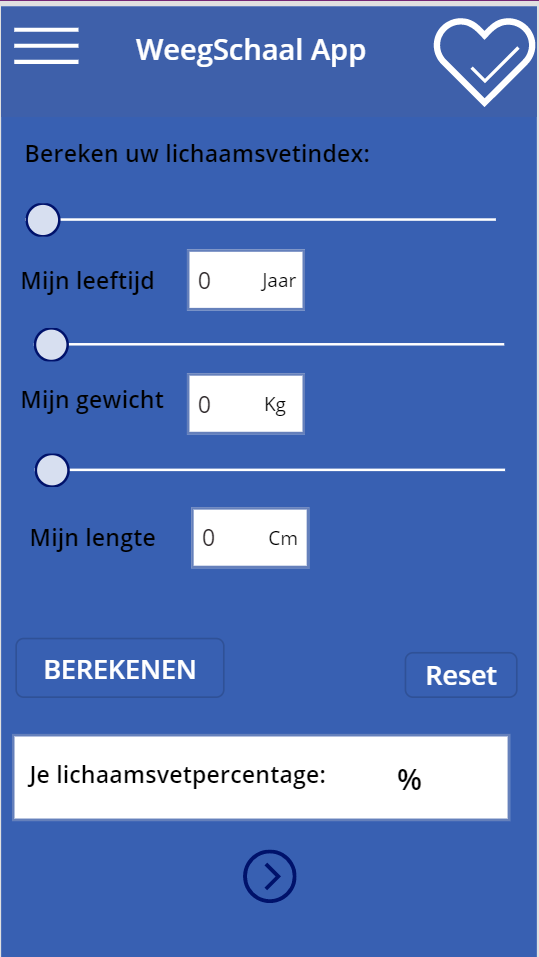 WeegSchaal App
Bereken uw lichaamsvetindex:
Mijn leeftijd 0 Jaar
Mijn gewicht 0 Kg
Mijn lengte 0 Cm
BEREKENEN Reset
Je lichaamsvetpercentage: %